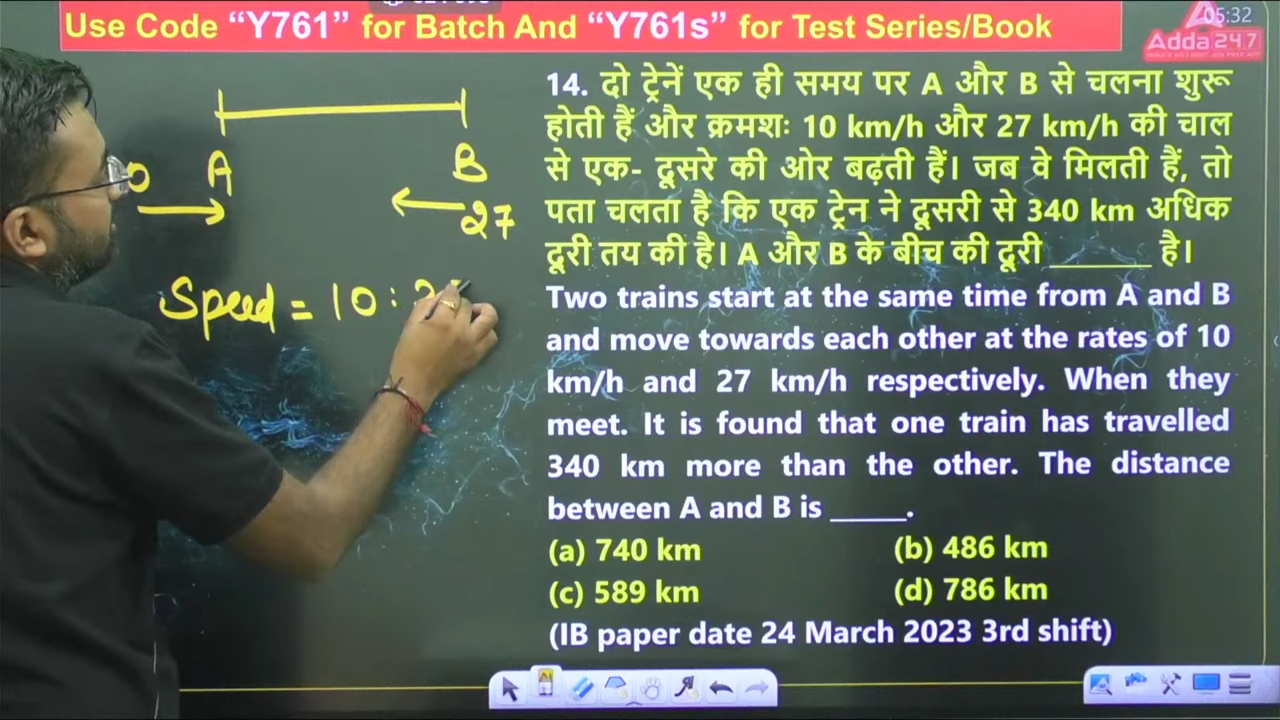 Use Code “Y761” for Batch And “Y761s” for Test Series/Book
05:32
Adda247
A
B
27
Speed = 10 :
14. दो ट्रेनें एक ही समय पर A और B से चलना शुरू
होती हैं और क्रमशः 10 km/h और 27 km/h की चाल
से एक- दूसरे की ओर बढ़ती हैं। जब वे मिलती हैं, तो
पता चलता है कि एक ट्रेन ने दूसरी से 340 km अधिक
दूरी तय की है। A और B के बीच की दूरी ______ है।
Two trains start at the same time from A and B
and move towards each other at the rates of 10
km/h and 27 km/h respectively. When they
meet. It is found that one train has travelled
340 km more than the other. The distance
between A and B is _____.
(a) 740 km (b) 486 km
(c) 589 km (d) 786 km
(IB paper date 24 March 2023 3rd shift)